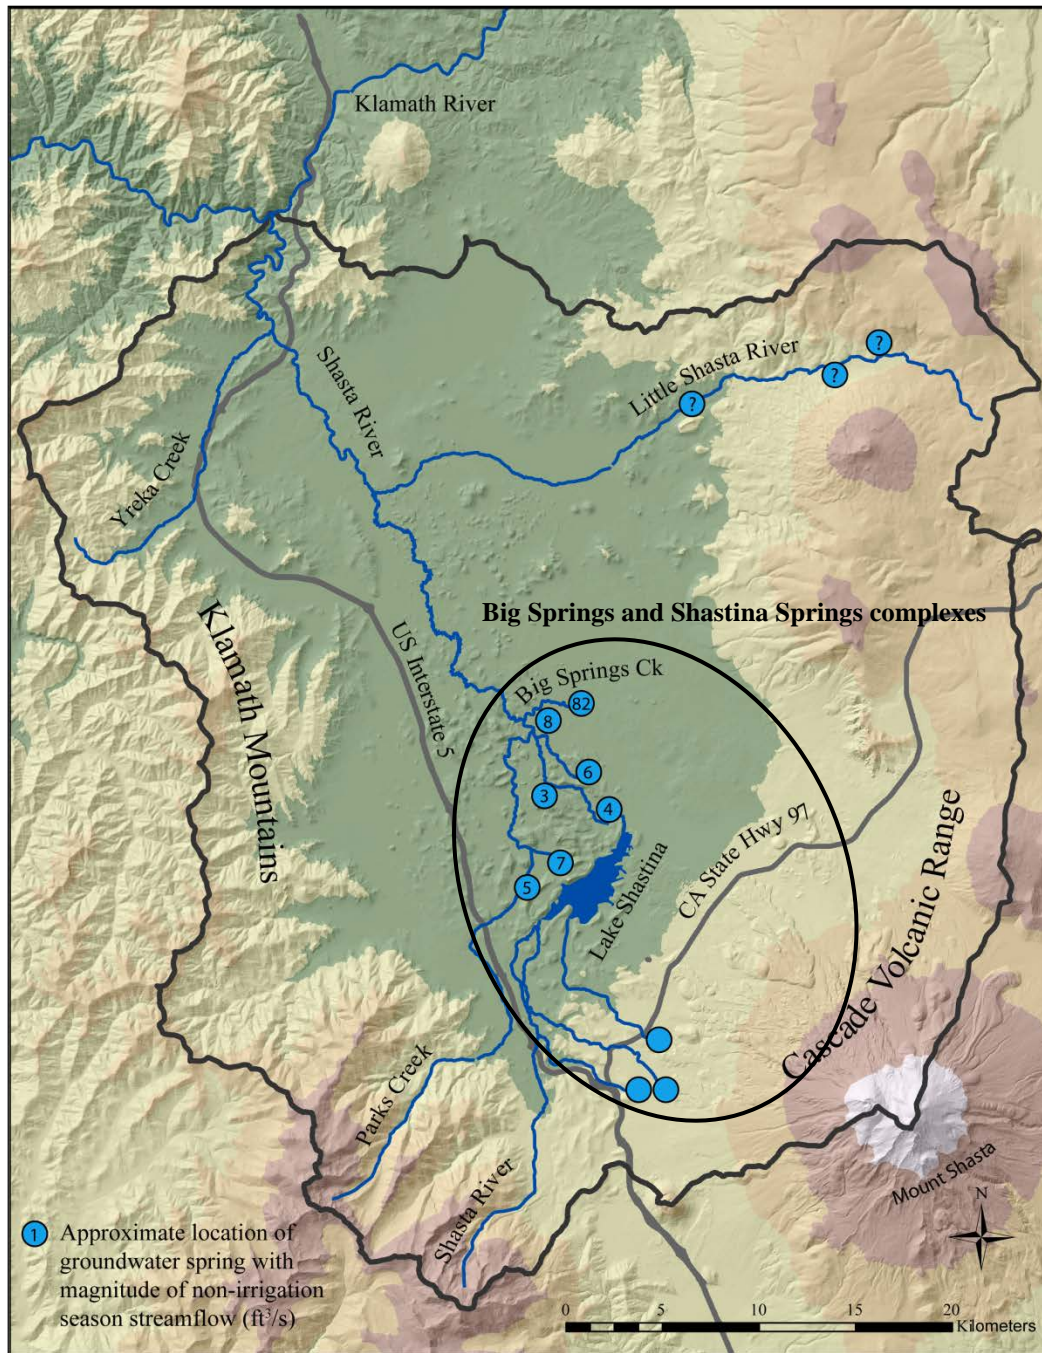 Klamath River
Shasta River
Little Shasta River
?
?
?
Yreka Creek
Klamath Mountains
US Interstate 5
Big Springs and Shastina Springs complexes
Big Springs Ck
82
8
6
3
4
7
5
Lake Shastina
CA State Hwy 97
Cascade Volcanic Range
Parks Creek
Shasta River
Mount Shasta
N
1 Approximate location of
groundwater spring with
magnitude of non-irrigation
season streamflow (ft³/s)
0 5 10 15 20
Kilometers